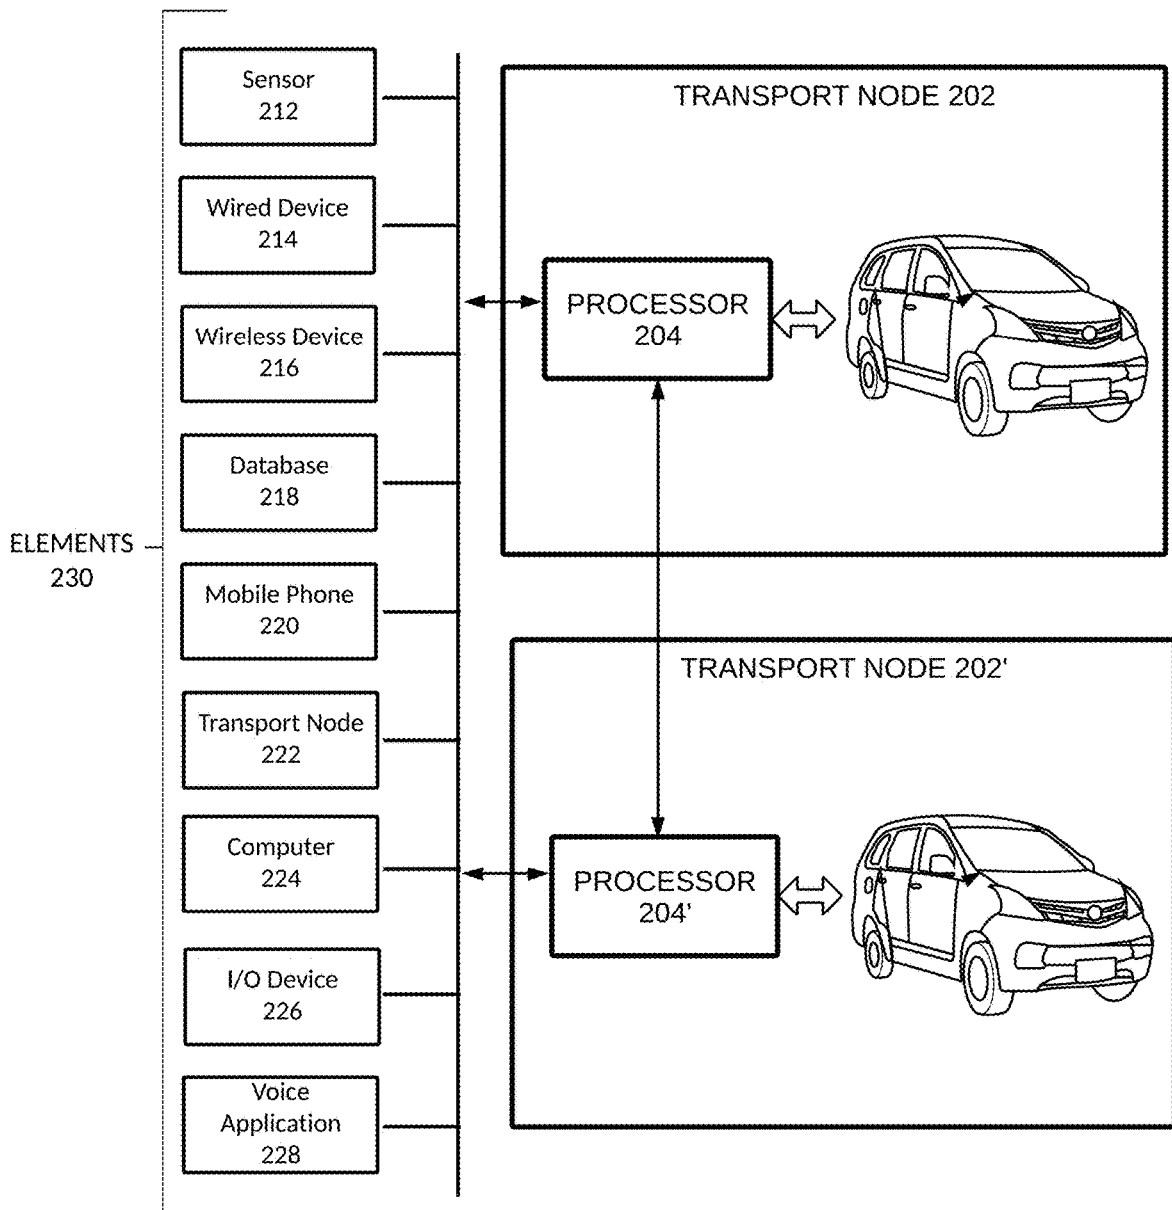 ELEMENTS
230
Sensor
212
Wired Device
214
Wireless Device
216
Database
218
Mobile Phone
220
Transport Node
222
Computer
224
I/O Device
226
Voice
Application
228
TRANSPORT NODE 202
PROCESSOR
204
TRANSPORT NODE 202'
PROCESSOR
204’